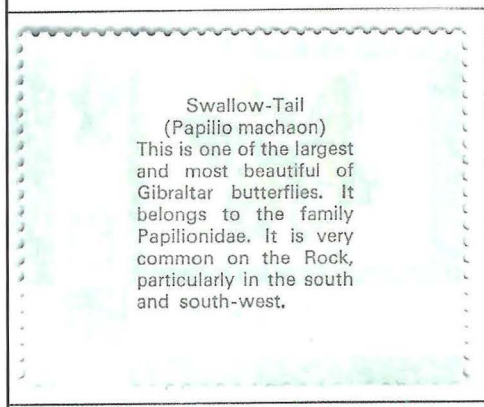 Swallow-Tail
(Papilio machaon)
This is one of the largest
and most beautiful of
Gibraltar butterflies. It
belongs to the family
Papilionidae. It is very
common on the Rock,
particularly in the south
and south-west.